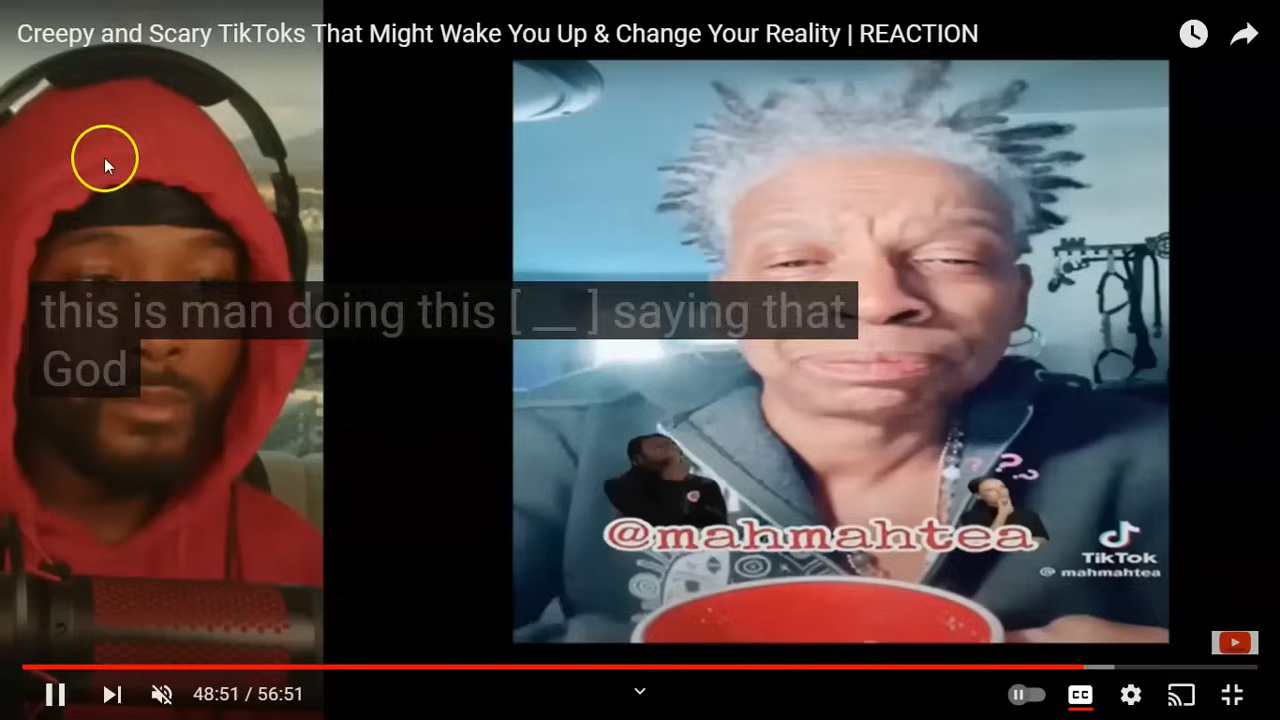 Creepy and Scary TikToks That Might Wake You Up & Change Your Reality | REACTION
this is man doing this [ __ ] saying that
God
???
@mahmahtea
TikTok
@ mahmahtea
48:51 / 56:51
CC